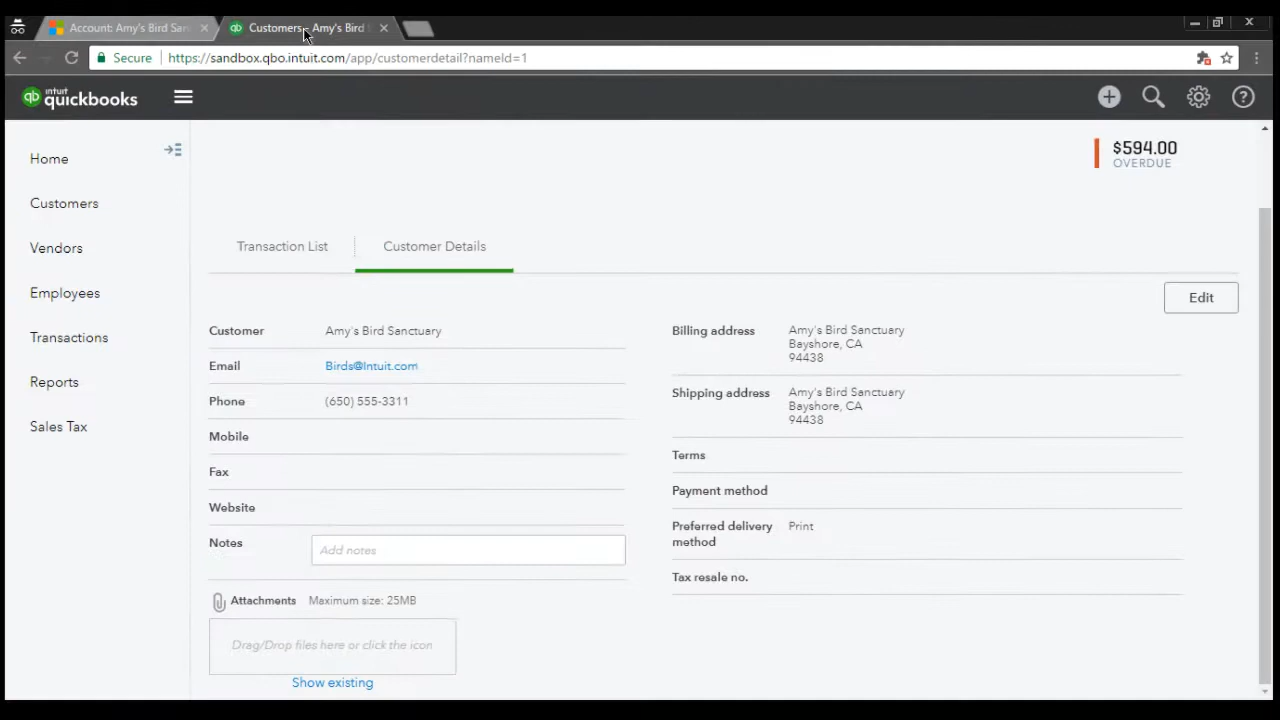 Account: Amy's Bird San
Customers - Amy's Bird
Secure
https://sandbox.qbo.intuit.com/app/customerdetail?nameId=1
qb intuit quickbooks
Home
Customers
Vendors
Employees
Transactions
Reports
Sales Tax
$594.00
OVERDUE
Transaction List
Customer Details
Edit
Customer Amy's Bird Sanctuary
Email Birds@Intuit.com
Phone (650) 555-3311
Mobile
Fax
Website
Notes Add notes
Attachments Maximum size: 25MB
Drag/Drop files here or click the icon
Show existing
Billing address Amy's Bird Sanctuary
Bayshore, CA
94438
Shipping address Amy's Bird Sanctuary
Bayshore, CA
94438
Terms
Payment method
Preferred delivery Print
method
Tax resale no.